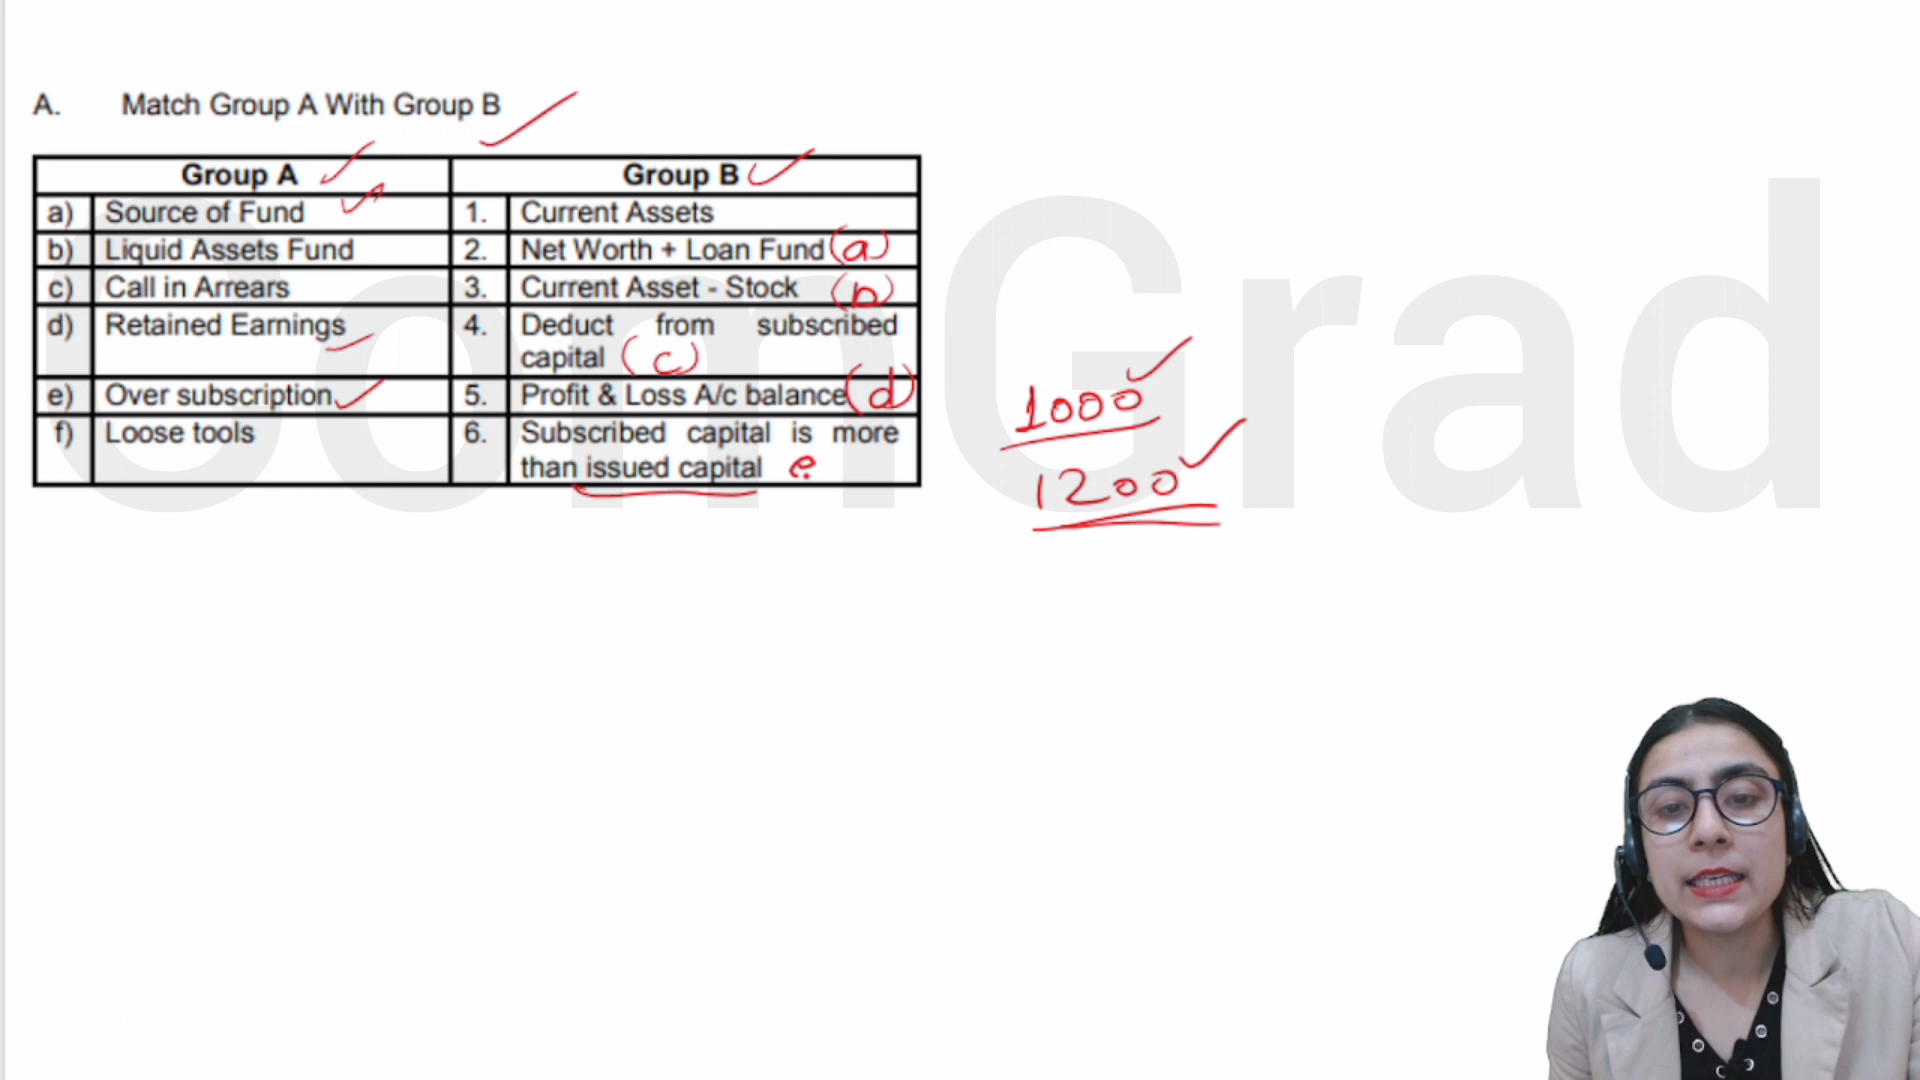 A. Match Group A With Group B
Group A Group B
a) Source of Fund 1. Current Assets
b) Liquid Assets Fund 2. Net Worth + Loan Fund (a)
c) Call in Arrears 3. Current Asset - Stock (b)
d) Retained Earnings 4. Deduct from subscribed
capital (c)
e) Over subscription 5. Profit & Loss A/c balance (d)
f) Loose tools 6. Subscribed capital is more
than issued capital e
1000
1200
ComGrad